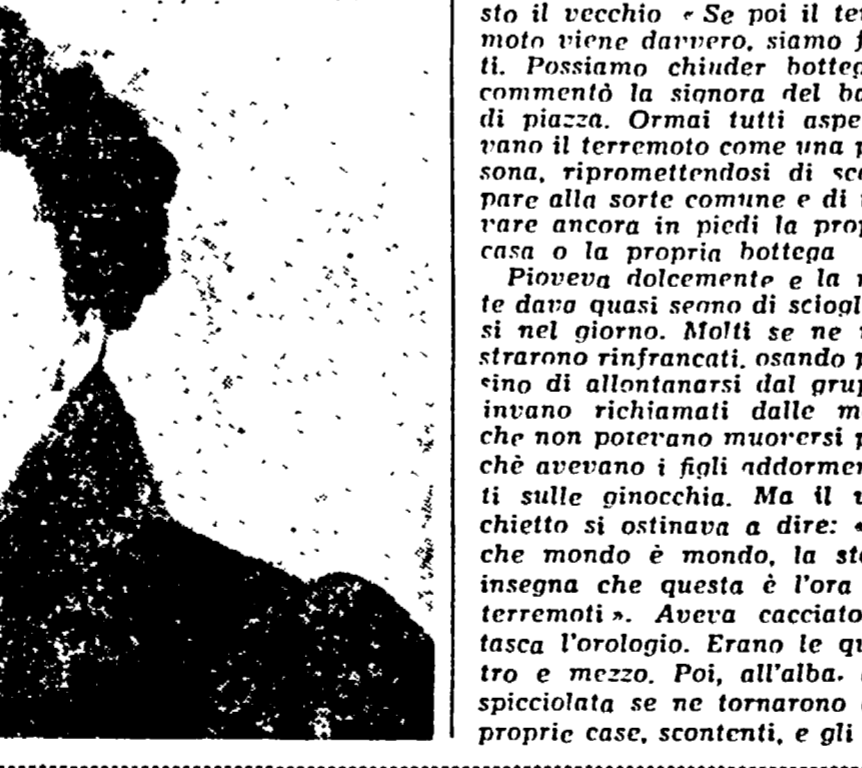 sto il vecchio « Se poi il ter
moto viene davvero, siamo f
ti. Possiamo chiuder botteg
commentò la signora del ba
di piazza. Ormai tutti aspe
vano il terremoto come una p
sona, ripromettendosi di sca
pare alla sorte comune e di
vare ancora in piedi la prop
casa o la propria bottega
Pioveva dolcemente e la n
te dava quasi segno di sciogl
si nel giorno. Molti se ne
strarono rinfrancati, osando p
sino di allontanarsi dal grup
invano richiamati dalle m
che non potevano muoversi p
chè avevano i figli addormen
ti sulle ginocchia. Ma il v
chietto si ostinava a dire: «
che mondo è mondo, la sto
insegna che questa è l'ora
terremoti ». Aveva cacciato
tasca l'orologio. Erano le qu
tro e mezzo. Poi, all'alba.
spicciolata se ne tornarono
proprie case, scontenti, e gli